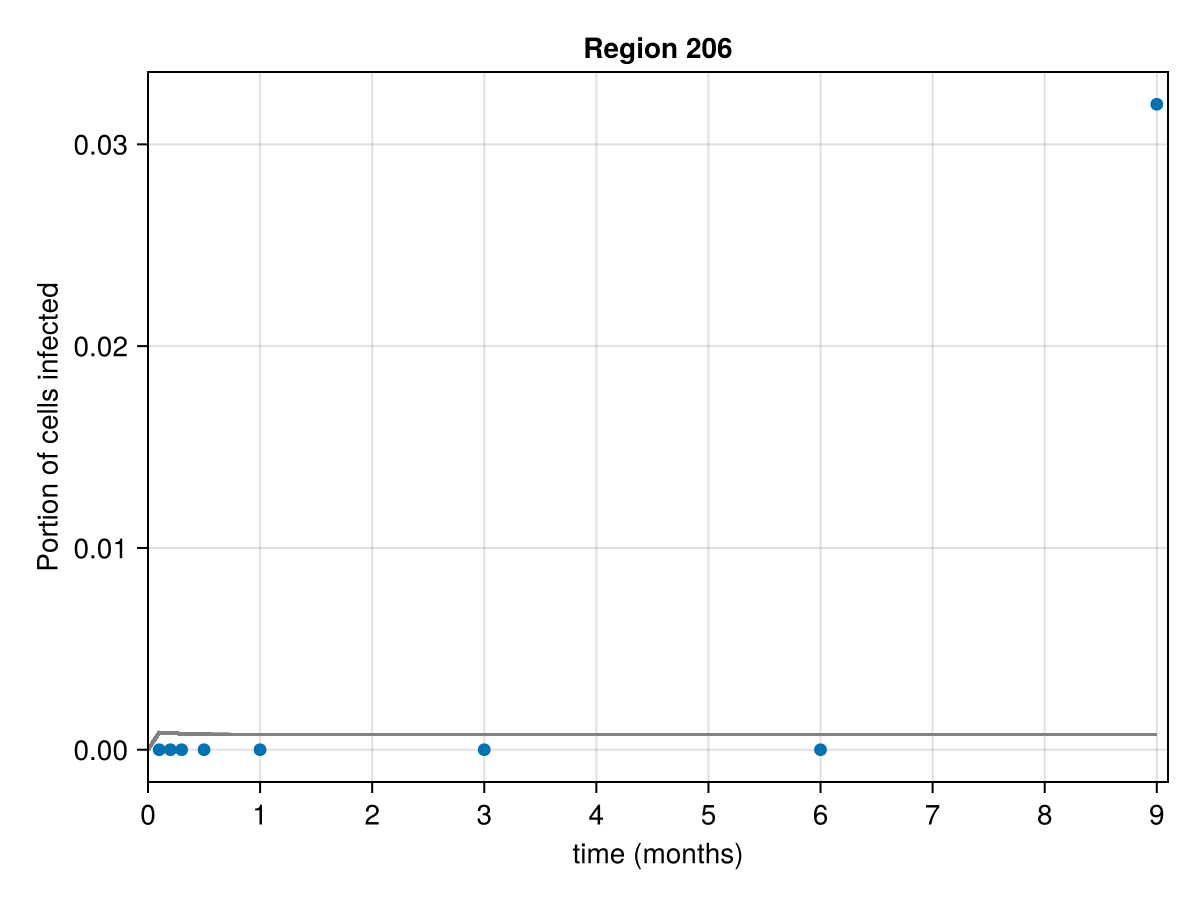 Region 206
Portion of cells infected
0.03
0.02
0.01
0.00
0 1 2 3 4 5 6 7 8 9
time (months)